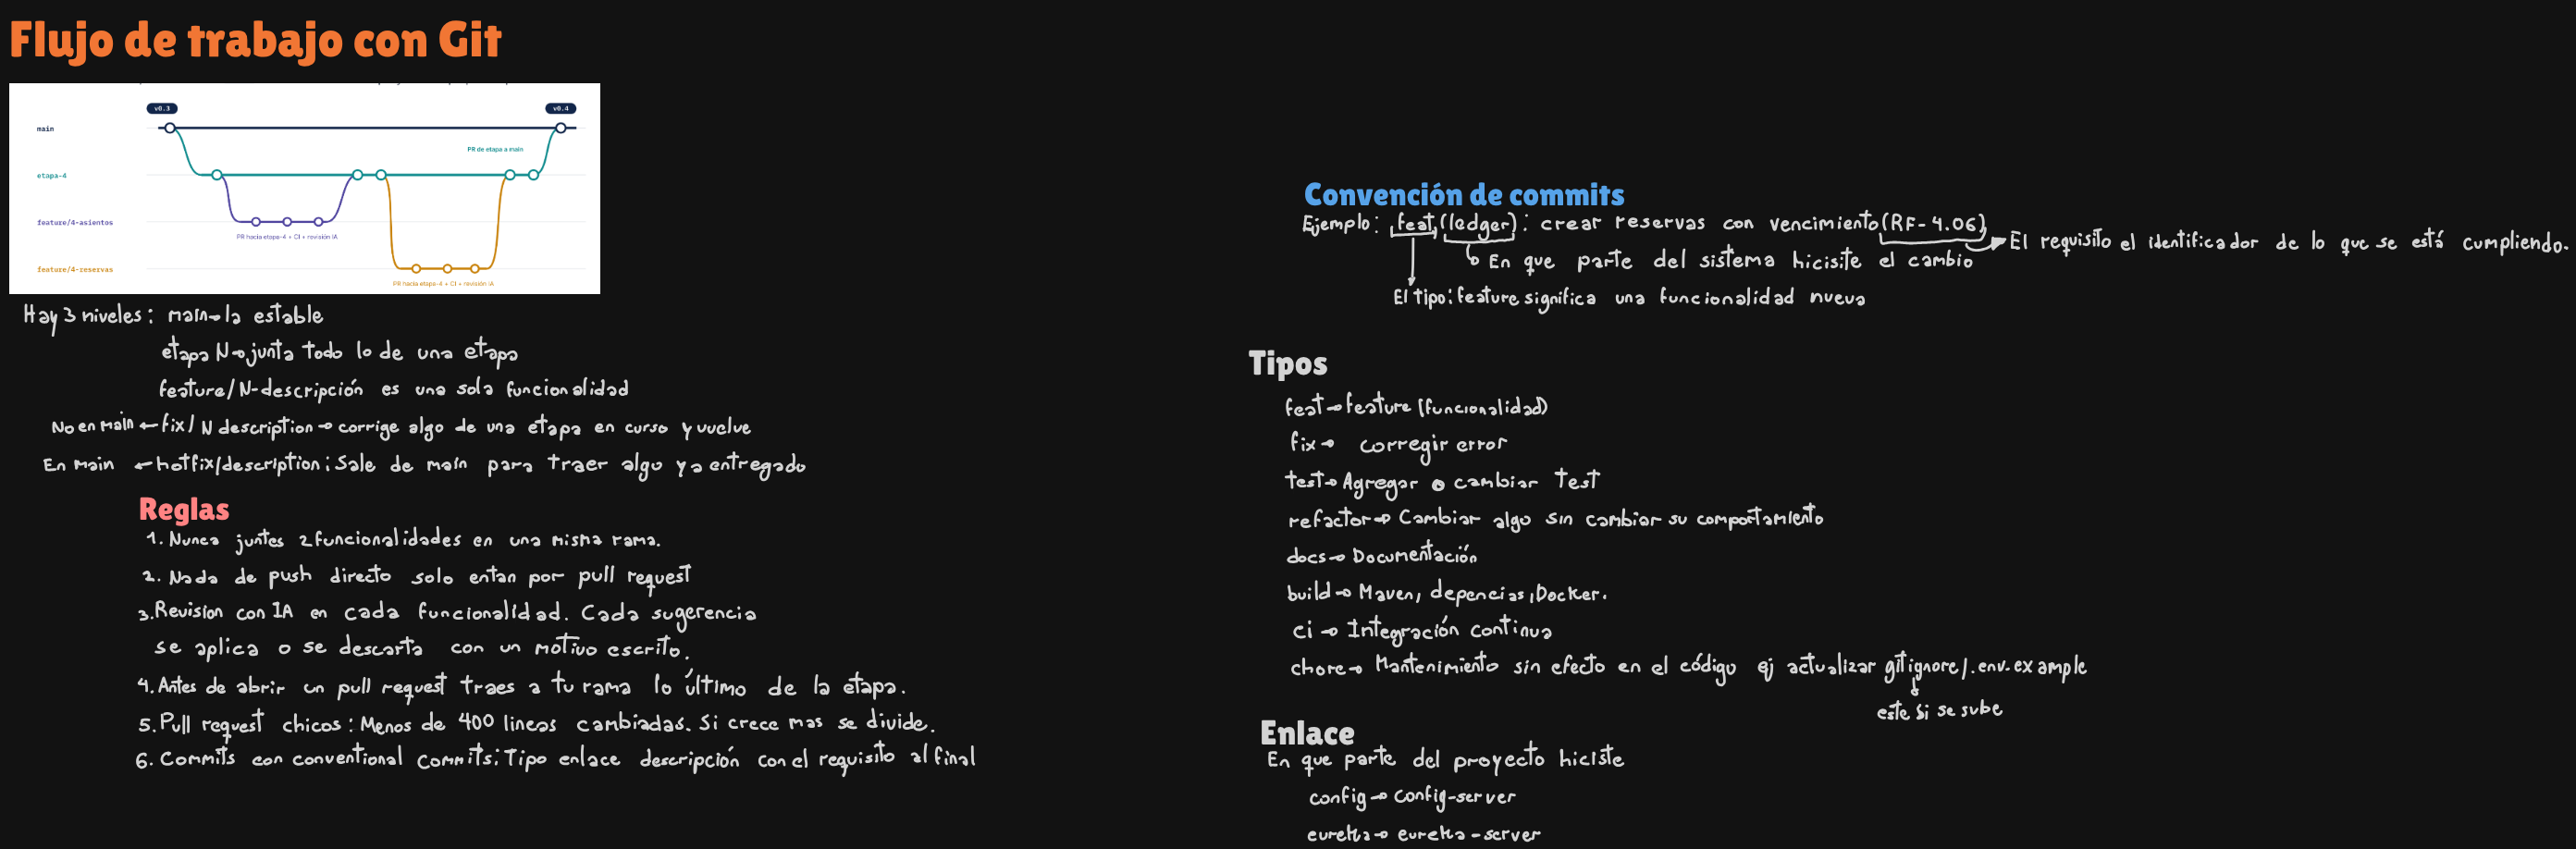 Flujo de trabajo con Git
v0.3
v0.4
main
PR de etapa a main
etapa-4
feature/4-asientos
PR hacia etapa-4 + CI + revisión IA
feature/4-reservas
PR hacia etapa-4 + CI + revisión IA
Hay 3 niveles: main→la estable
etapa N→junta todo lo de una etapa
feature/N-descripción es una sola funcionalidad
No en main ←fix/ N description→corrige algo de una etapa en curso y vuelve
En main ←hotfix/description: Sale de main para traer algo ya entregado
Reglas
1. Nunca juntes 2 funcionalidades en una misma rama.
2. Nada de push directo solo entan por pull request
3. Revision con IA en cada funcionalidad. Cada sugerencia
se aplica o se descarta con un motivo escrito.
4. Antes de abrir un pull request traes a tu rama lo último de la etapa.
5. Pull request chicos: Menos de 400 lineas cambiadas. Si crece mas se divide.
6. Commits con conventional commits: Tipo enlace descripción con el requisito al final
Convención de commits
Ejemplo: feat(ledger): crear reservas con vencimiento(RF-4.06)
El requisito el identificador de lo que se está cumpliendo.
En que parte del sistema hicisite el cambio
El tipo: feature significa una funcionalidad nueva
Tipos
feat→feature (funcionalidad)
fix→ corregir error
test→Agregar o cambiar test
refactor→ Cambiar algo sin cambiar su comportamiento
docs→Documentación
build→ Maven, depencias, Docker.
ci → Integración continua
chore→ Mantenimiento sin efecto en el código ej actualizar gitignore/.env.example
este si se sube
Enlace
En que parte del proyecto hiciste
config→ config-server
eureka→ eureka-server